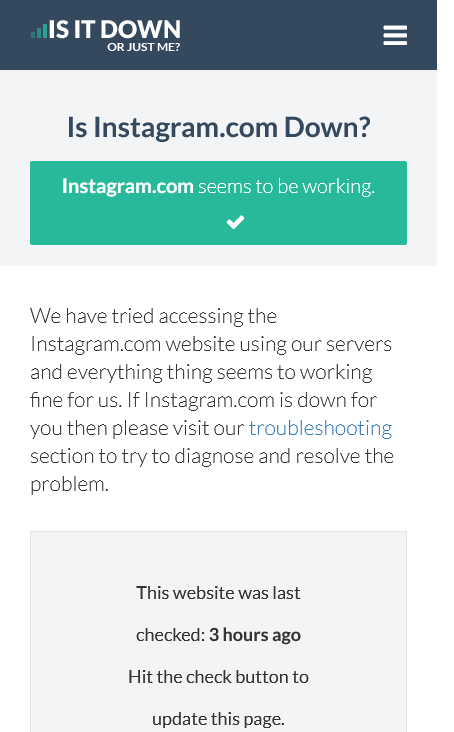 IS IT DOWN
OR JUST ME?
Is Instagram.com Down?
Instagram.com seems to be working.
We have tried accessing the
Instagram.com website using our servers
and everything thing seems to working
fine for us. If Instagram.com is down for
you then please visit our troubleshooting
section to try to diagnose and resolve the
problem.
This website was last
checked: 3 hours ago
Hit the check button to
update this page.